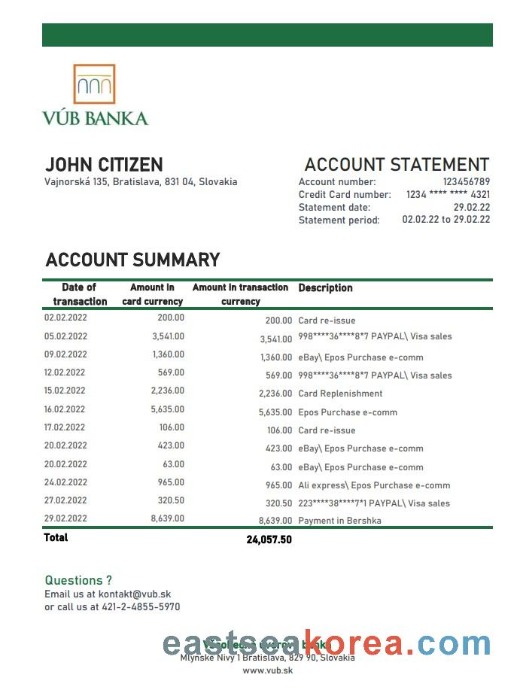 VÚB BANKA
JOHN CITIZEN
Vajnorská 135, Bratislava, 831 04, Slovakia
ACCOUNT STATEMENT
Account number: 123456789
Credit Card number: 1234 **** **** 4321
Statement date: 29.02.22
Statement period: 02.02.22 to 29.02.22
ACCOUNT SUMMARY
Date of transaction Amount in card currency Amount in transaction currency Description
02.02.2022 200.00 200.00 Card re-issue
05.02.2022 3,541.00 3,541.00 998****36****8*7 PAYPAL\ Visa sales
09.02.2022 1,360.00 1,360.00 eBay\ Epos Purchase e-comm
12.02.2022 569.00 569.00 998****36****8*7 PAYPAL\ Visa sales
15.02.2022 2,236.00 2,236.00 Card Replenishment
16.02.2022 5,635.00 5,635.00 Epos Purchase e-comm
17.02.2022 106.00 106.00 Card re-issue
20.02.2022 423.00 423.00 eBay\ Epos Purchase e-comm
20.02.2022 63.00 63.00 eBay\ Epos Purchase e-comm
24.02.2022 965.00 965.00 Ali express\ Epos Purchase e-comm
27.02.2022 320.50 320.50 223****38****7*1 PAYPAL\ Visa sales
29.02.2022 8,639.00 8,639.00 Payment in Bershka
Total 24,057.50
Questions ?
Email us at kontakt@vub.sk
or call us at 421-2-4855-5970
eastseakorea.com
Mlynské Nivy 1 Bratislava, 829 90, Slovakia
www.vub.sk